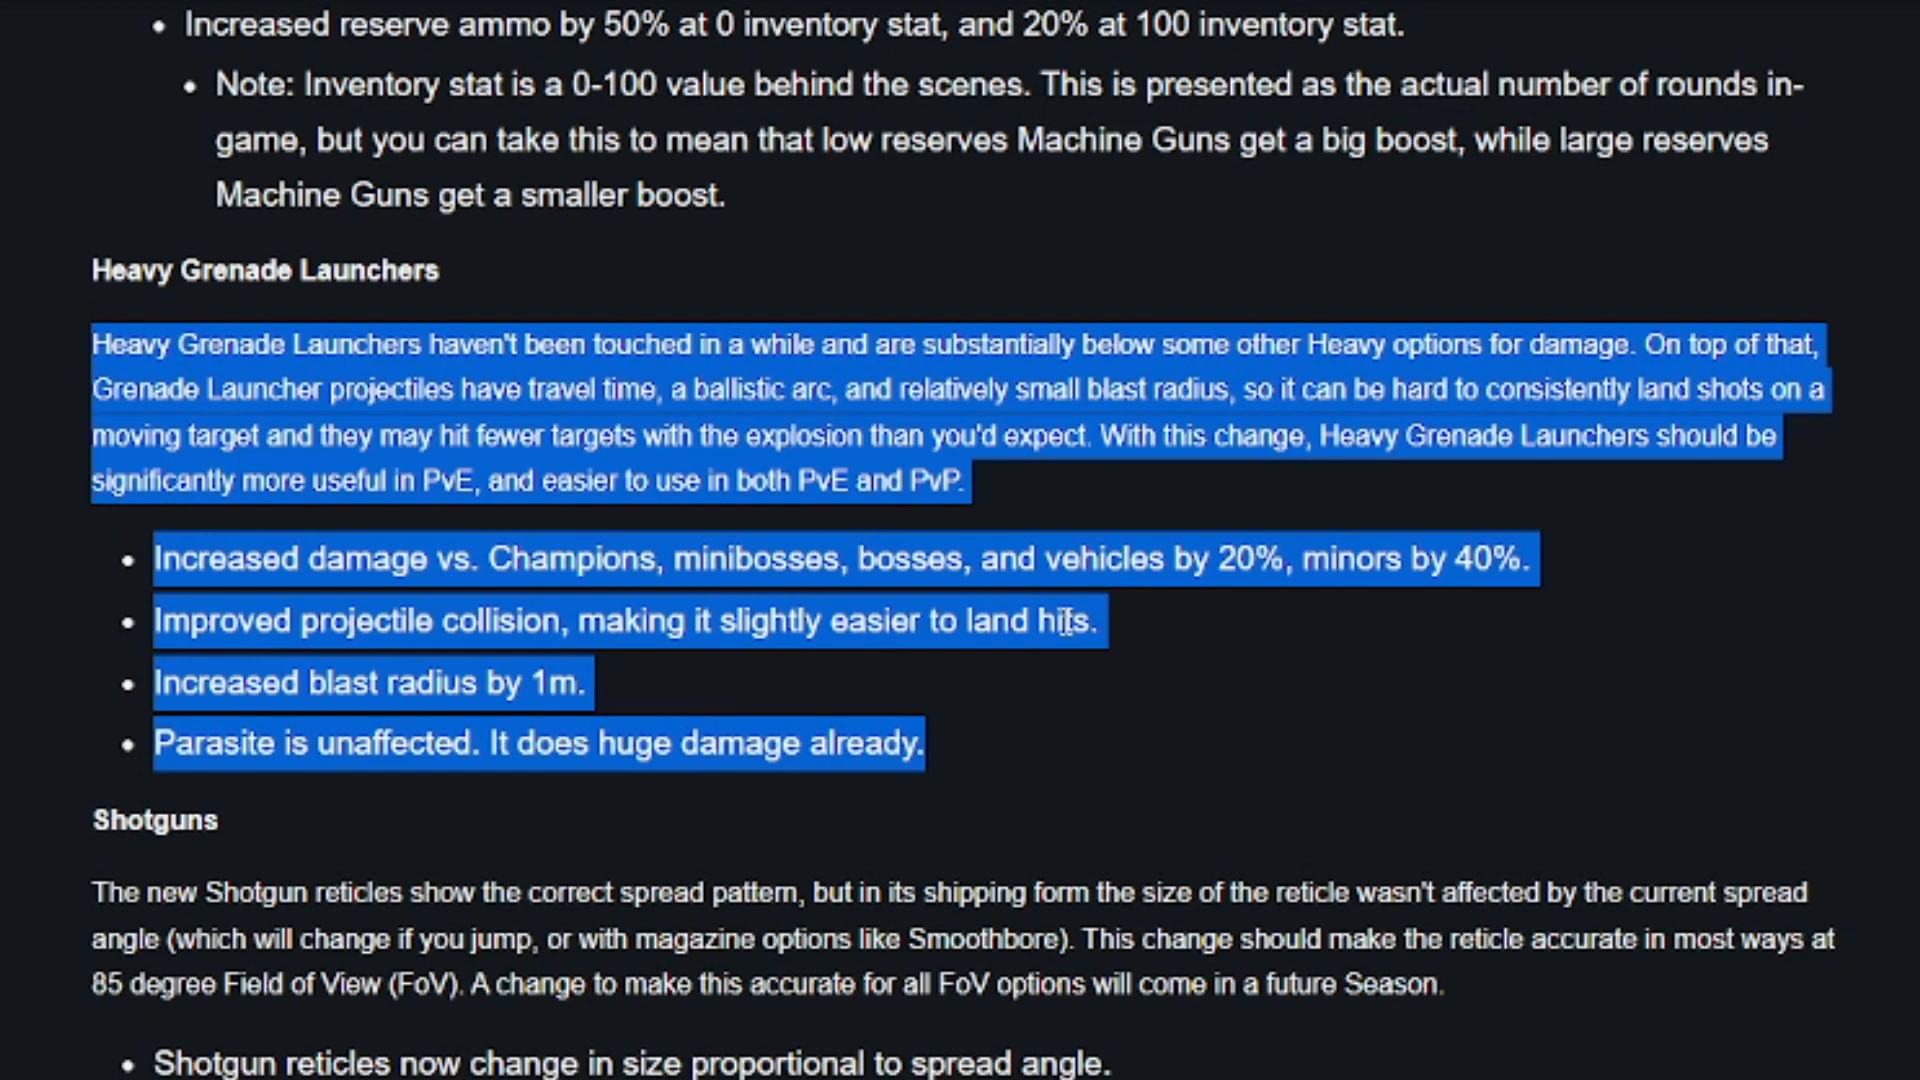 Increased reserve ammo by 50% at 0 inventory stat, and 20% at 100 inventory stat.
Note: Inventory stat is a 0-100 value behind the scenes. This is presented as the actual number of rounds in-
game, but you can take this to mean that low reserves Machine Guns get a big boost, while large reserves
Machine Guns get a smaller boost.
Heavy Grenade Launchers
Heavy Grenade Launchers haven't been touched in a while and are substantially below some other Heavy options for damage. On top of that,
Grenade Launcher projectiles have travel time, a ballistic arc, and relatively small blast radius, so it can be hard to consistently land shots on a
moving target and they may hit fewer targets with the explosion than you'd expect. With this change, Heavy Grenade Launchers should be
significantly more useful in PvE, and easier to use in both PvE and PvP.
Increased damage vs. Champions, minibosses, bosses, and vehicles by 20%, minors by 40%.
Improved projectile collision, making it slightly easier to land hits.
Increased blast radius by 1m.
Parasite is unaffected. It does huge damage already.
Shotguns
The new Shotgun reticles show the correct spread pattern, but in its shipping form the size of the reticle wasn't affected by the current spread
angle (which will change if you jump, or with magazine options like Smoothbore). This change should make the reticle accurate in most ways at
85 degree Field of View (FoV). A change to make this accurate for all FoV options will come in a future Season.
Shotgun reticles now change in size proportional to spread angle.